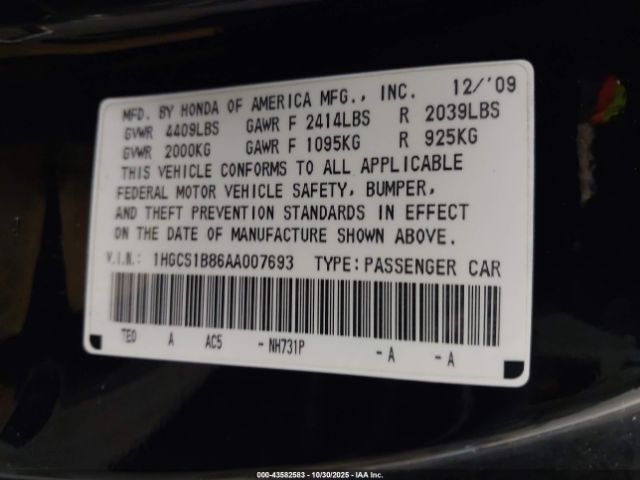 MFD. BY HONDA OF AMERICA MFG., INC. 12/'09
GVWR 4409LBS GAWR F 2414LBS R 2039LBS
GVWR 2000KG GAWR F 1095KG R 925KG
THIS VEHICLE CONFORMS TO ALL APPLICABLE
FEDERAL MOTOR VEHICLE SAFETY, BUMPER,
AND THEFT PREVENTION STANDARDS IN EFFECT
ON THE DATE OF MANUFACTURE SHOWN ABOVE.
V.I.N.: 1HGCS1B86AA007693 TYPE:PASSENGER CAR
TE0 A AC5 - NH731P - A - A
000-43582583 - 10/30/2025 - IAA Inc.